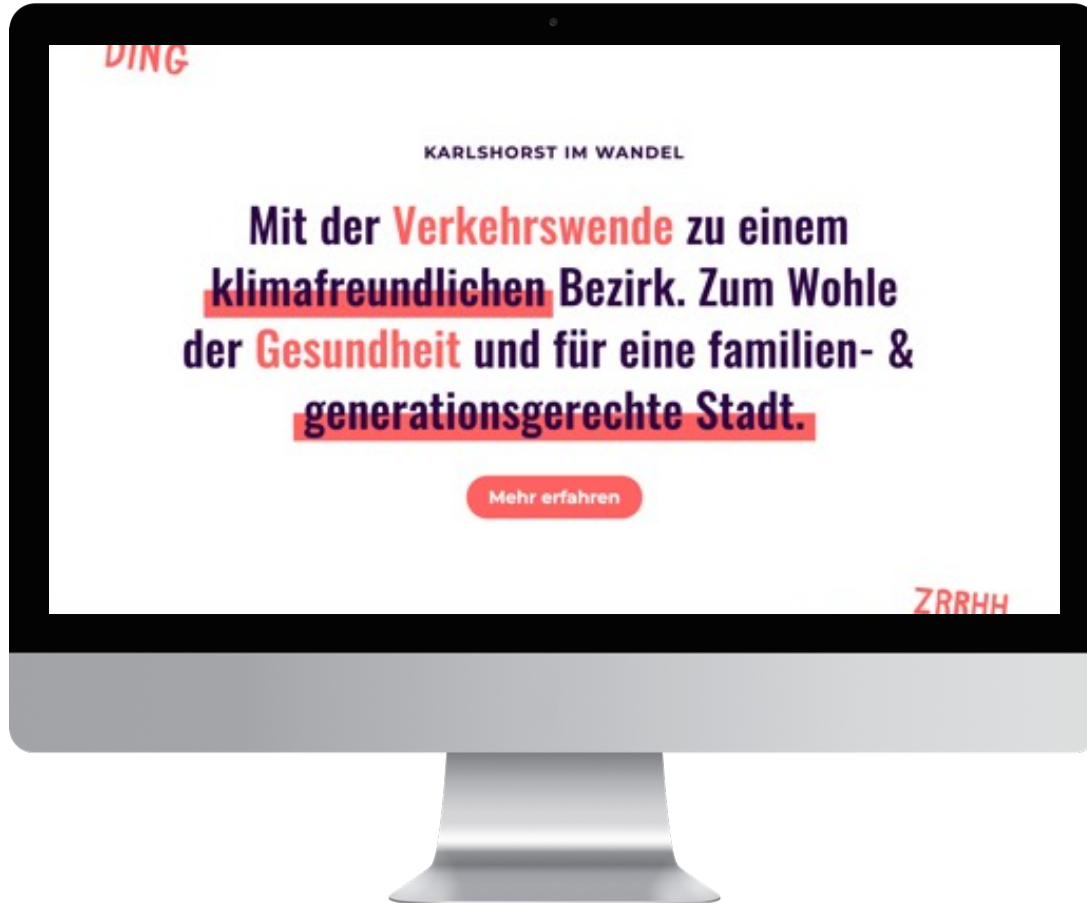 DING
KARLSHORST IM WANDEL
Mit der Verkehrswende zu einem
klimafreundlichen Bezirk. Zum Wohle
der Gesundheit und für eine familien- &
generationsgerechte Stadt.
Mehr erfahren
ZRRHH